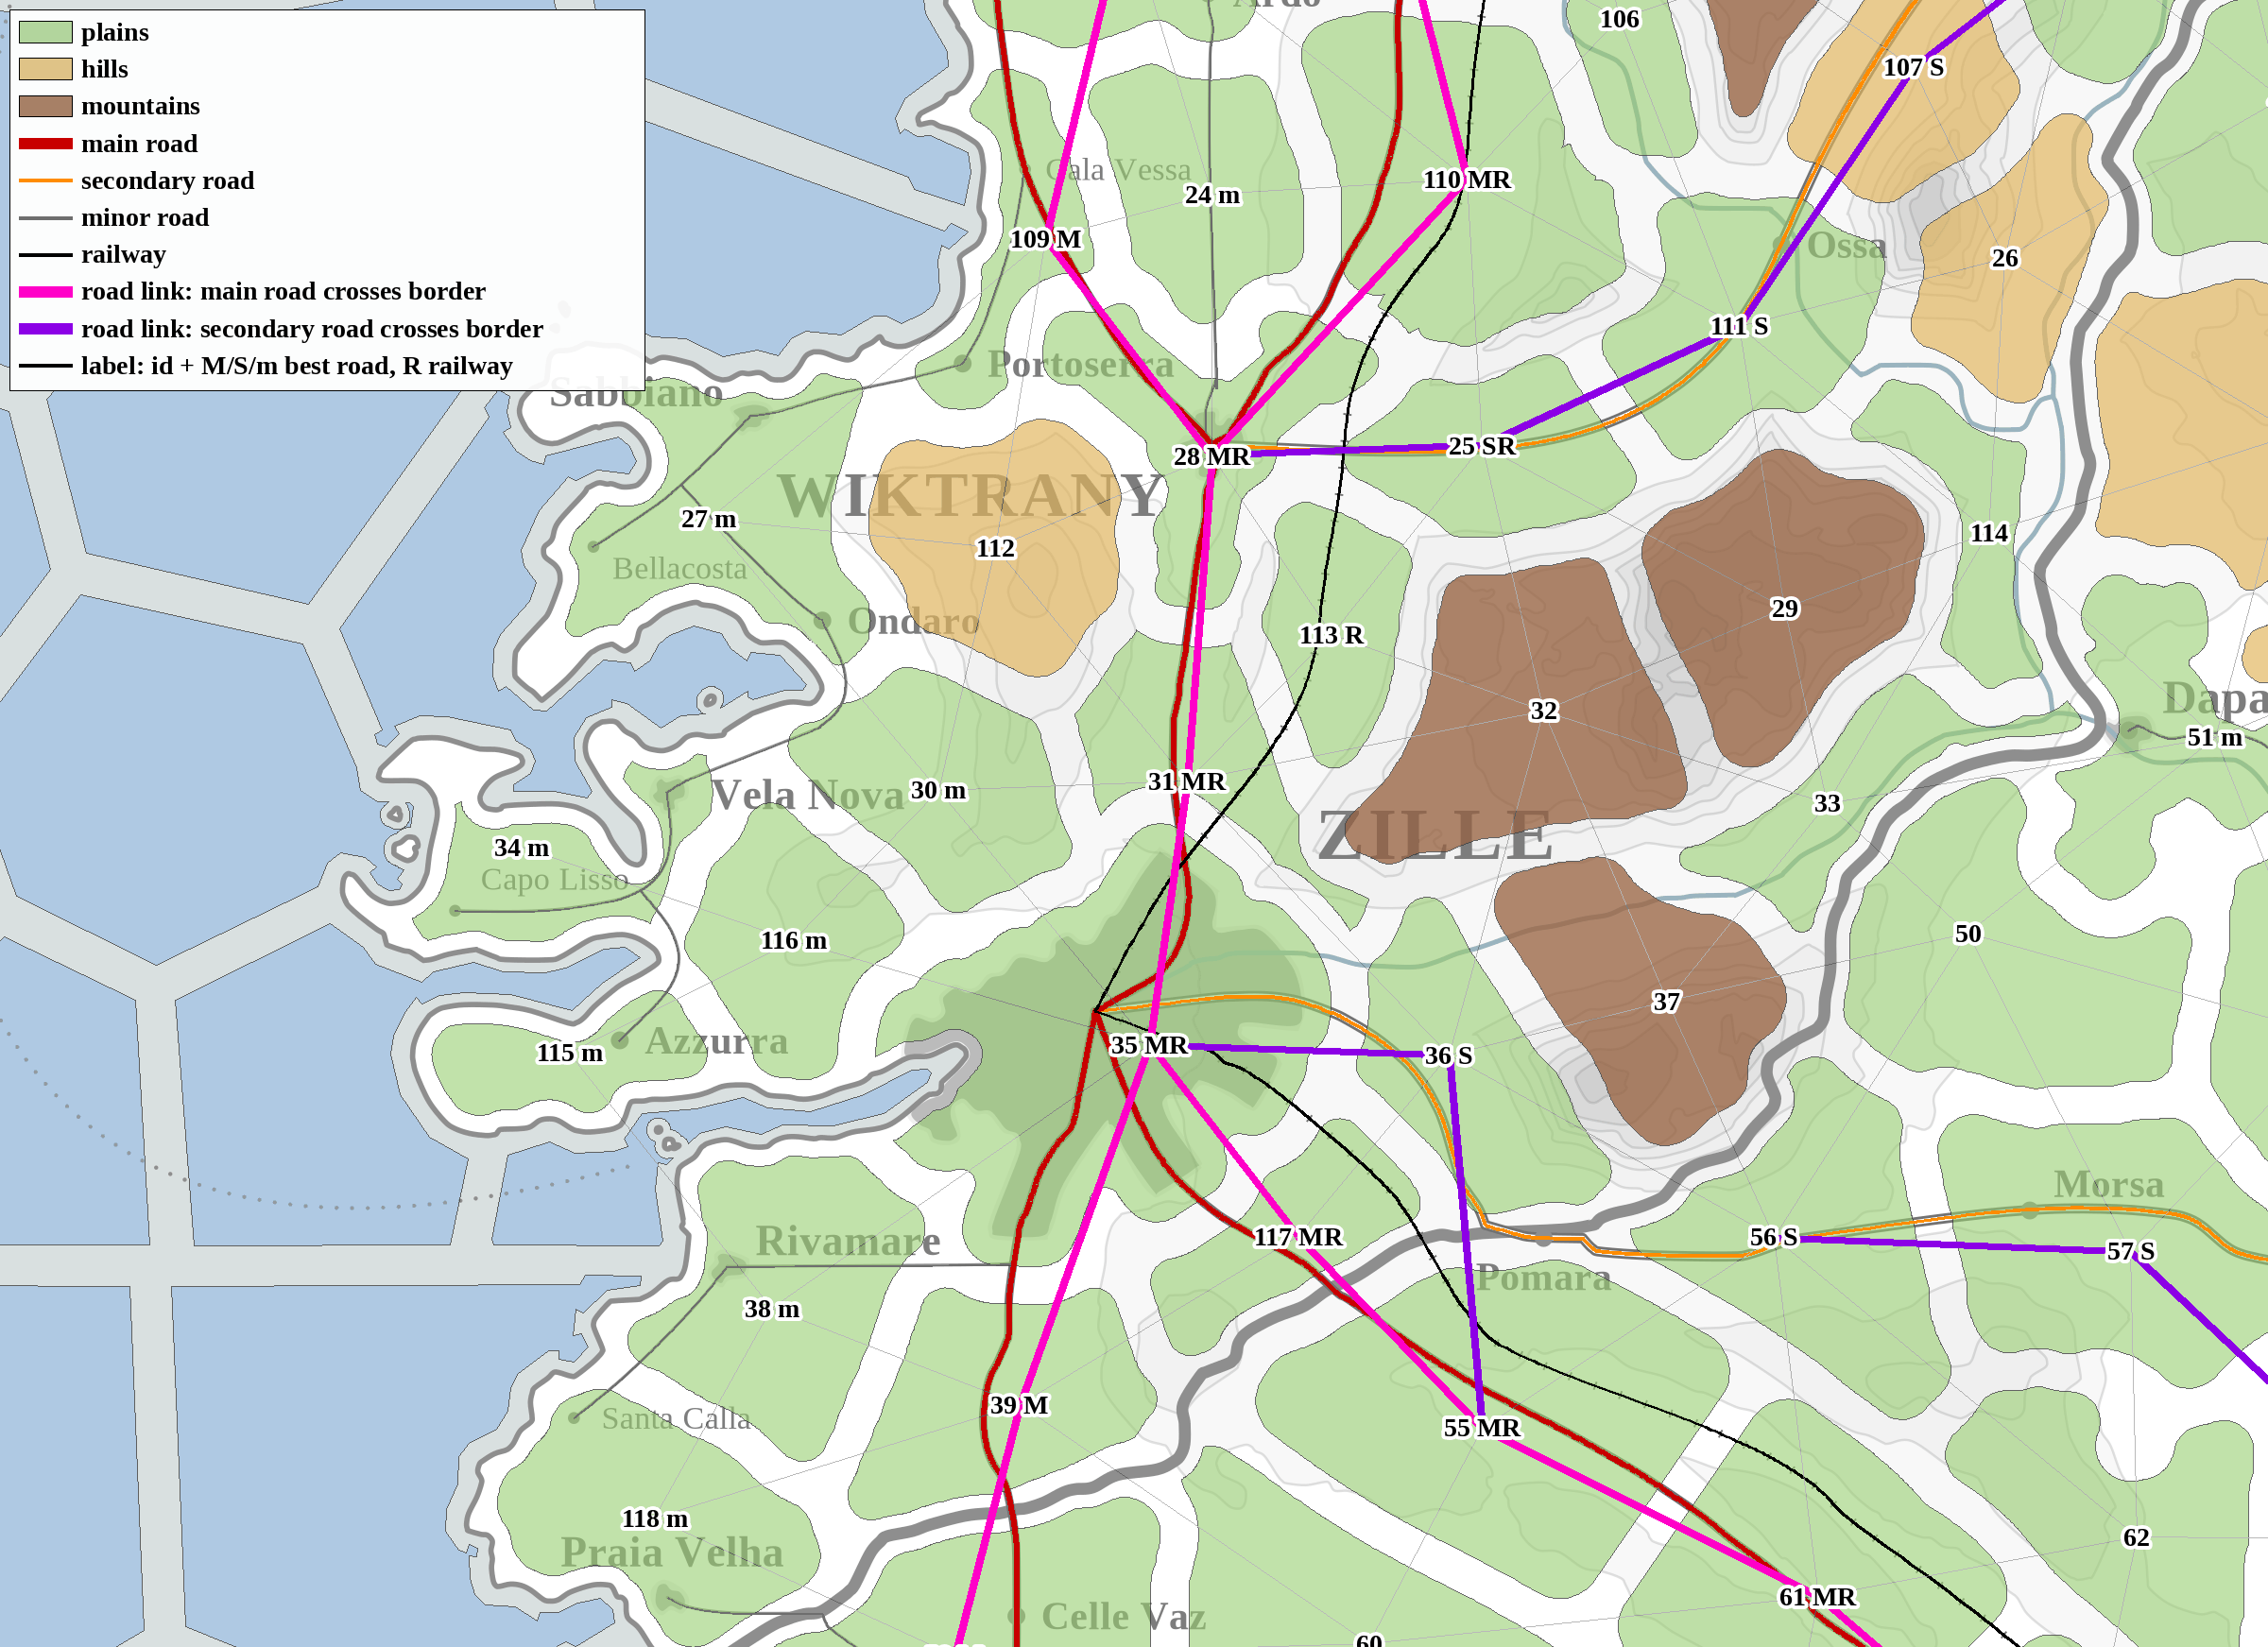 plains
hills
mountains
main road
secondary road
minor road
railway
road link: main road crosses border
road link: secondary road crosses border
label: id + M/S/m best road, R railway
106
107 S
Cala Vessa
24 m
110 MR
109 M
Ossa
26
111 S
Portoserra
Sabbiano
28 MR
25 SR
WIKTRANY
27 m
112
114
Bellacosta
29
Ondaro
113 R
32
Dapa
51 m
31 MR
30 m
Vela Nova
33
ZILLE
34 m
Capo Lisso
116 m
50
37
Azzurra
115 m
35 MR
36 S
Morsa
Rivamare
117 MR
56 S
57 S
Pomara
38 m
39 M
Santa Calla
55 MR
118 m
62
Praia Velha
61 MR
Celle Vaz
60